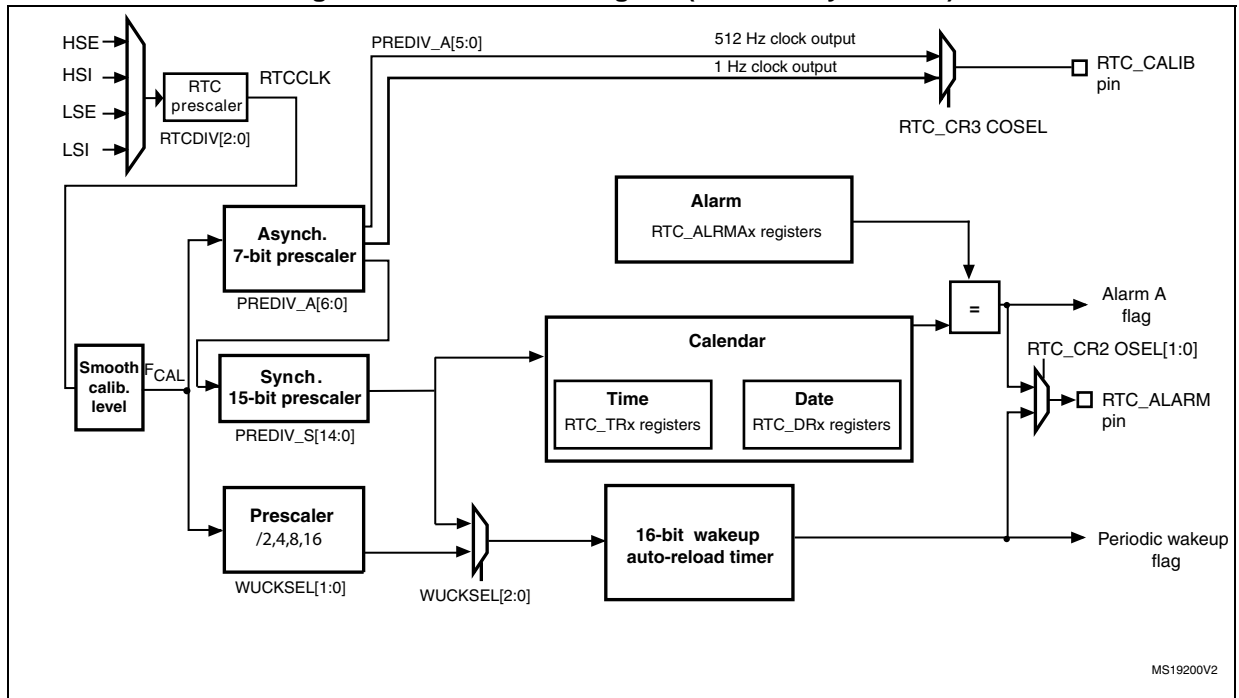 HSE
HSI
LSE
LSI
RTC
prescaler
RTCDIV[2:0]
RTCCLK
PREDIV_A[5:0]
512 Hz clock output
1 Hz clock output
RTC_CR3 COSEL
RTC_CALIB
pin
Asynch.
7-bit prescaler
PREDIV_A[6:0]
Alarm
RTC_ALRMAx registers
=
Alarm A
flag
Smooth
calib.
level
FCAL
Synch.
15-bit prescaler
PREDIV_S[14:0]
Calendar
Time
RTC_TRx registers
Date
RTC_DRx registers
RTC_CR2 OSEL[1:0]
RTC_ALARM
pin
Prescaler
/2,4,8,16
WUCKSEL[1:0]
WUCKSEL[2:0]
16-bit wakeup
auto-reload timer
Periodic wakeup
flag
MS19200V2